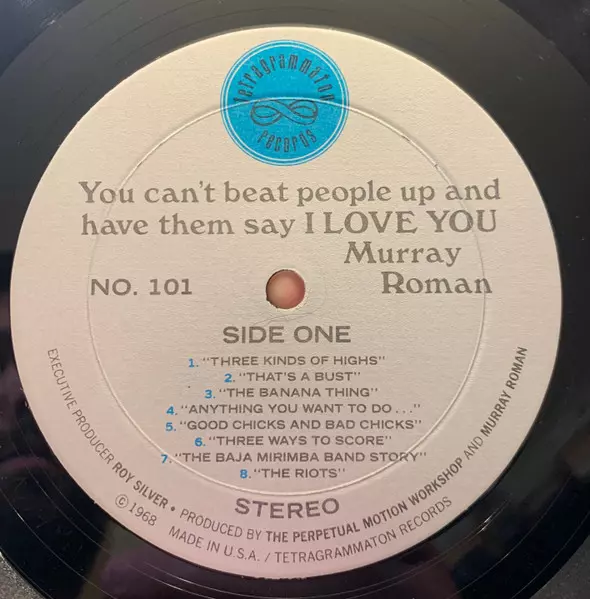 tetragrammaton
records
You can't beat people up and
have them say I LOVE YOU
Murray
Roman
NO. 101
SIDE ONE
1. "THREE KINDS OF HIGHS"
2. "THAT'S A BUST"
3. "THE BANANA THING"
4. "ANYTHING YOU WANT TO DO..."
5. "GOOD CHICKS AND BAD CHICKS"
6. "THREE WAYS TO SCORE"
7. "THE BAJA MIRIMBA BAND STORY"
8. "THE RIOTS"
STEREO
EXECUTIVE PRODUCER ROY SILVER • PRODUCED BY THE PERPETUAL MOTION WORKSHOP AND MURRAY ROMAN
© 1968 MADE IN U.S.A. / TETRAGRAMMATON RECORDS